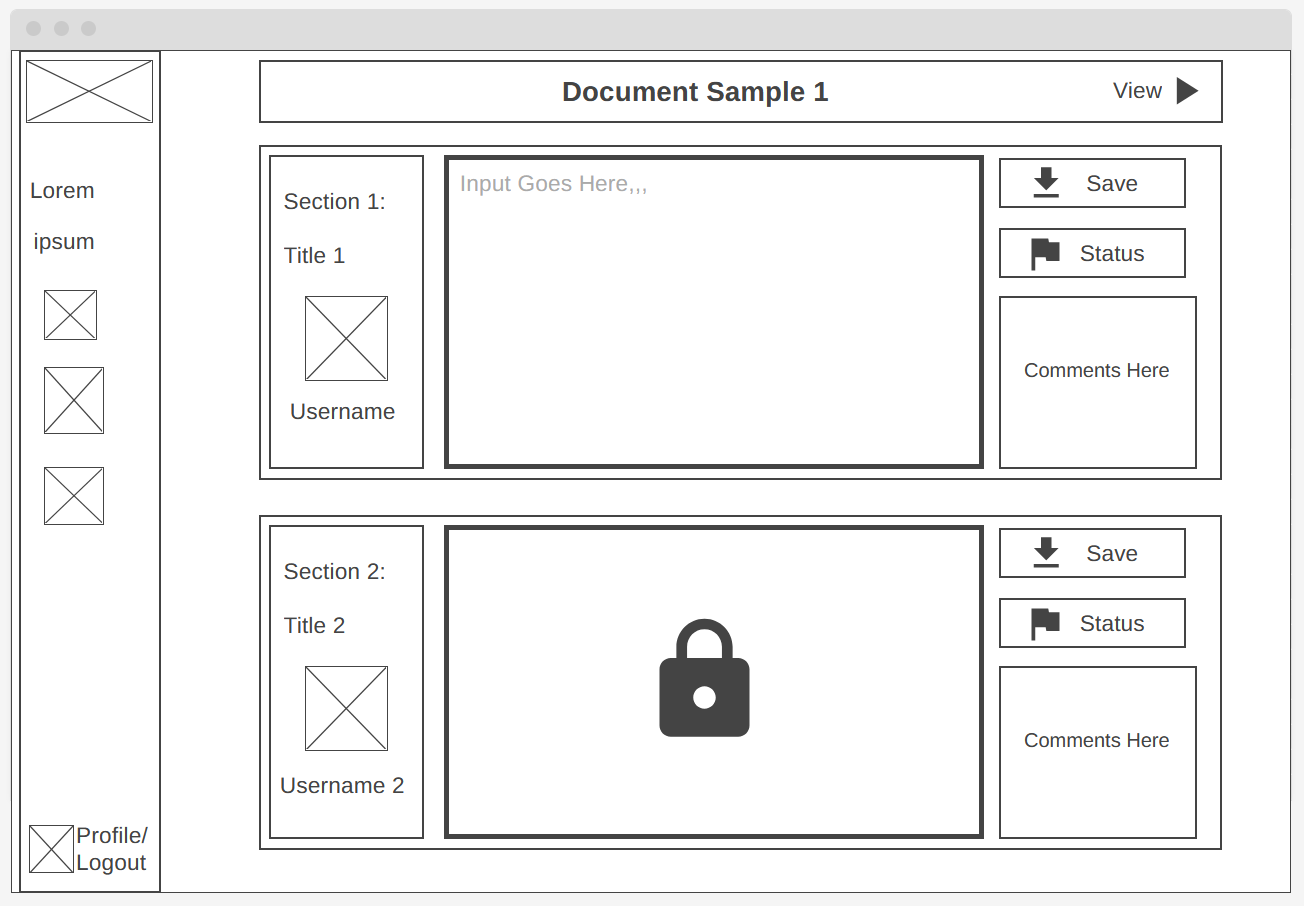 Document Sample 1
View
Lorem
ipsum
Section 1:
Title 1
Username
Input Goes Here,,,
Save
Status
Comments Here
Section 2:
Title 2
Username 2
Save
Status
Comments Here
Profile/
Logout